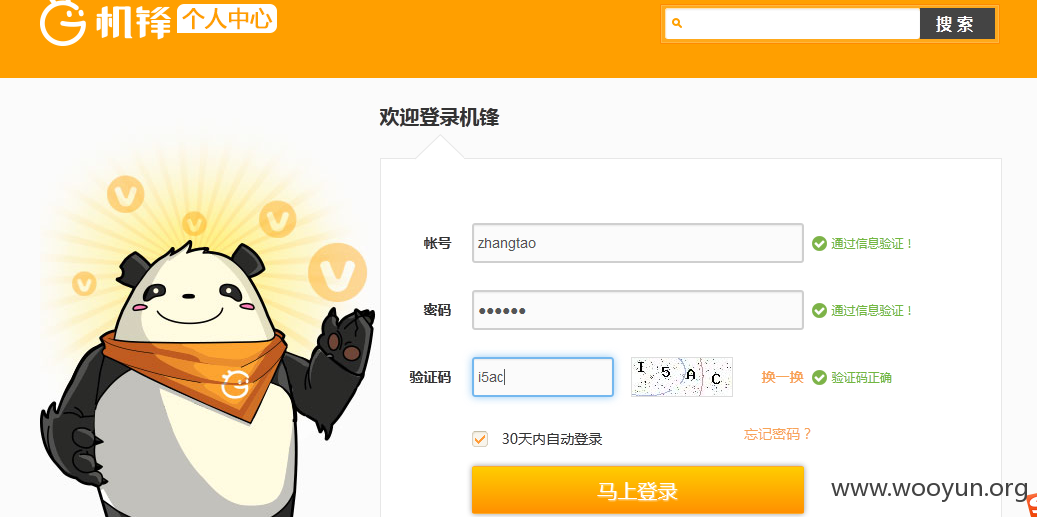 机锋 个人中心
搜索
欢迎登录机锋
帐号 zhangtao 通过信息验证！
密码 ●●●●●● 通过信息验证！
验证码 i5ac I5AC 换一换 验证码正确
30天内自动登录 忘记密码？
马上登录
www.wooyun.org